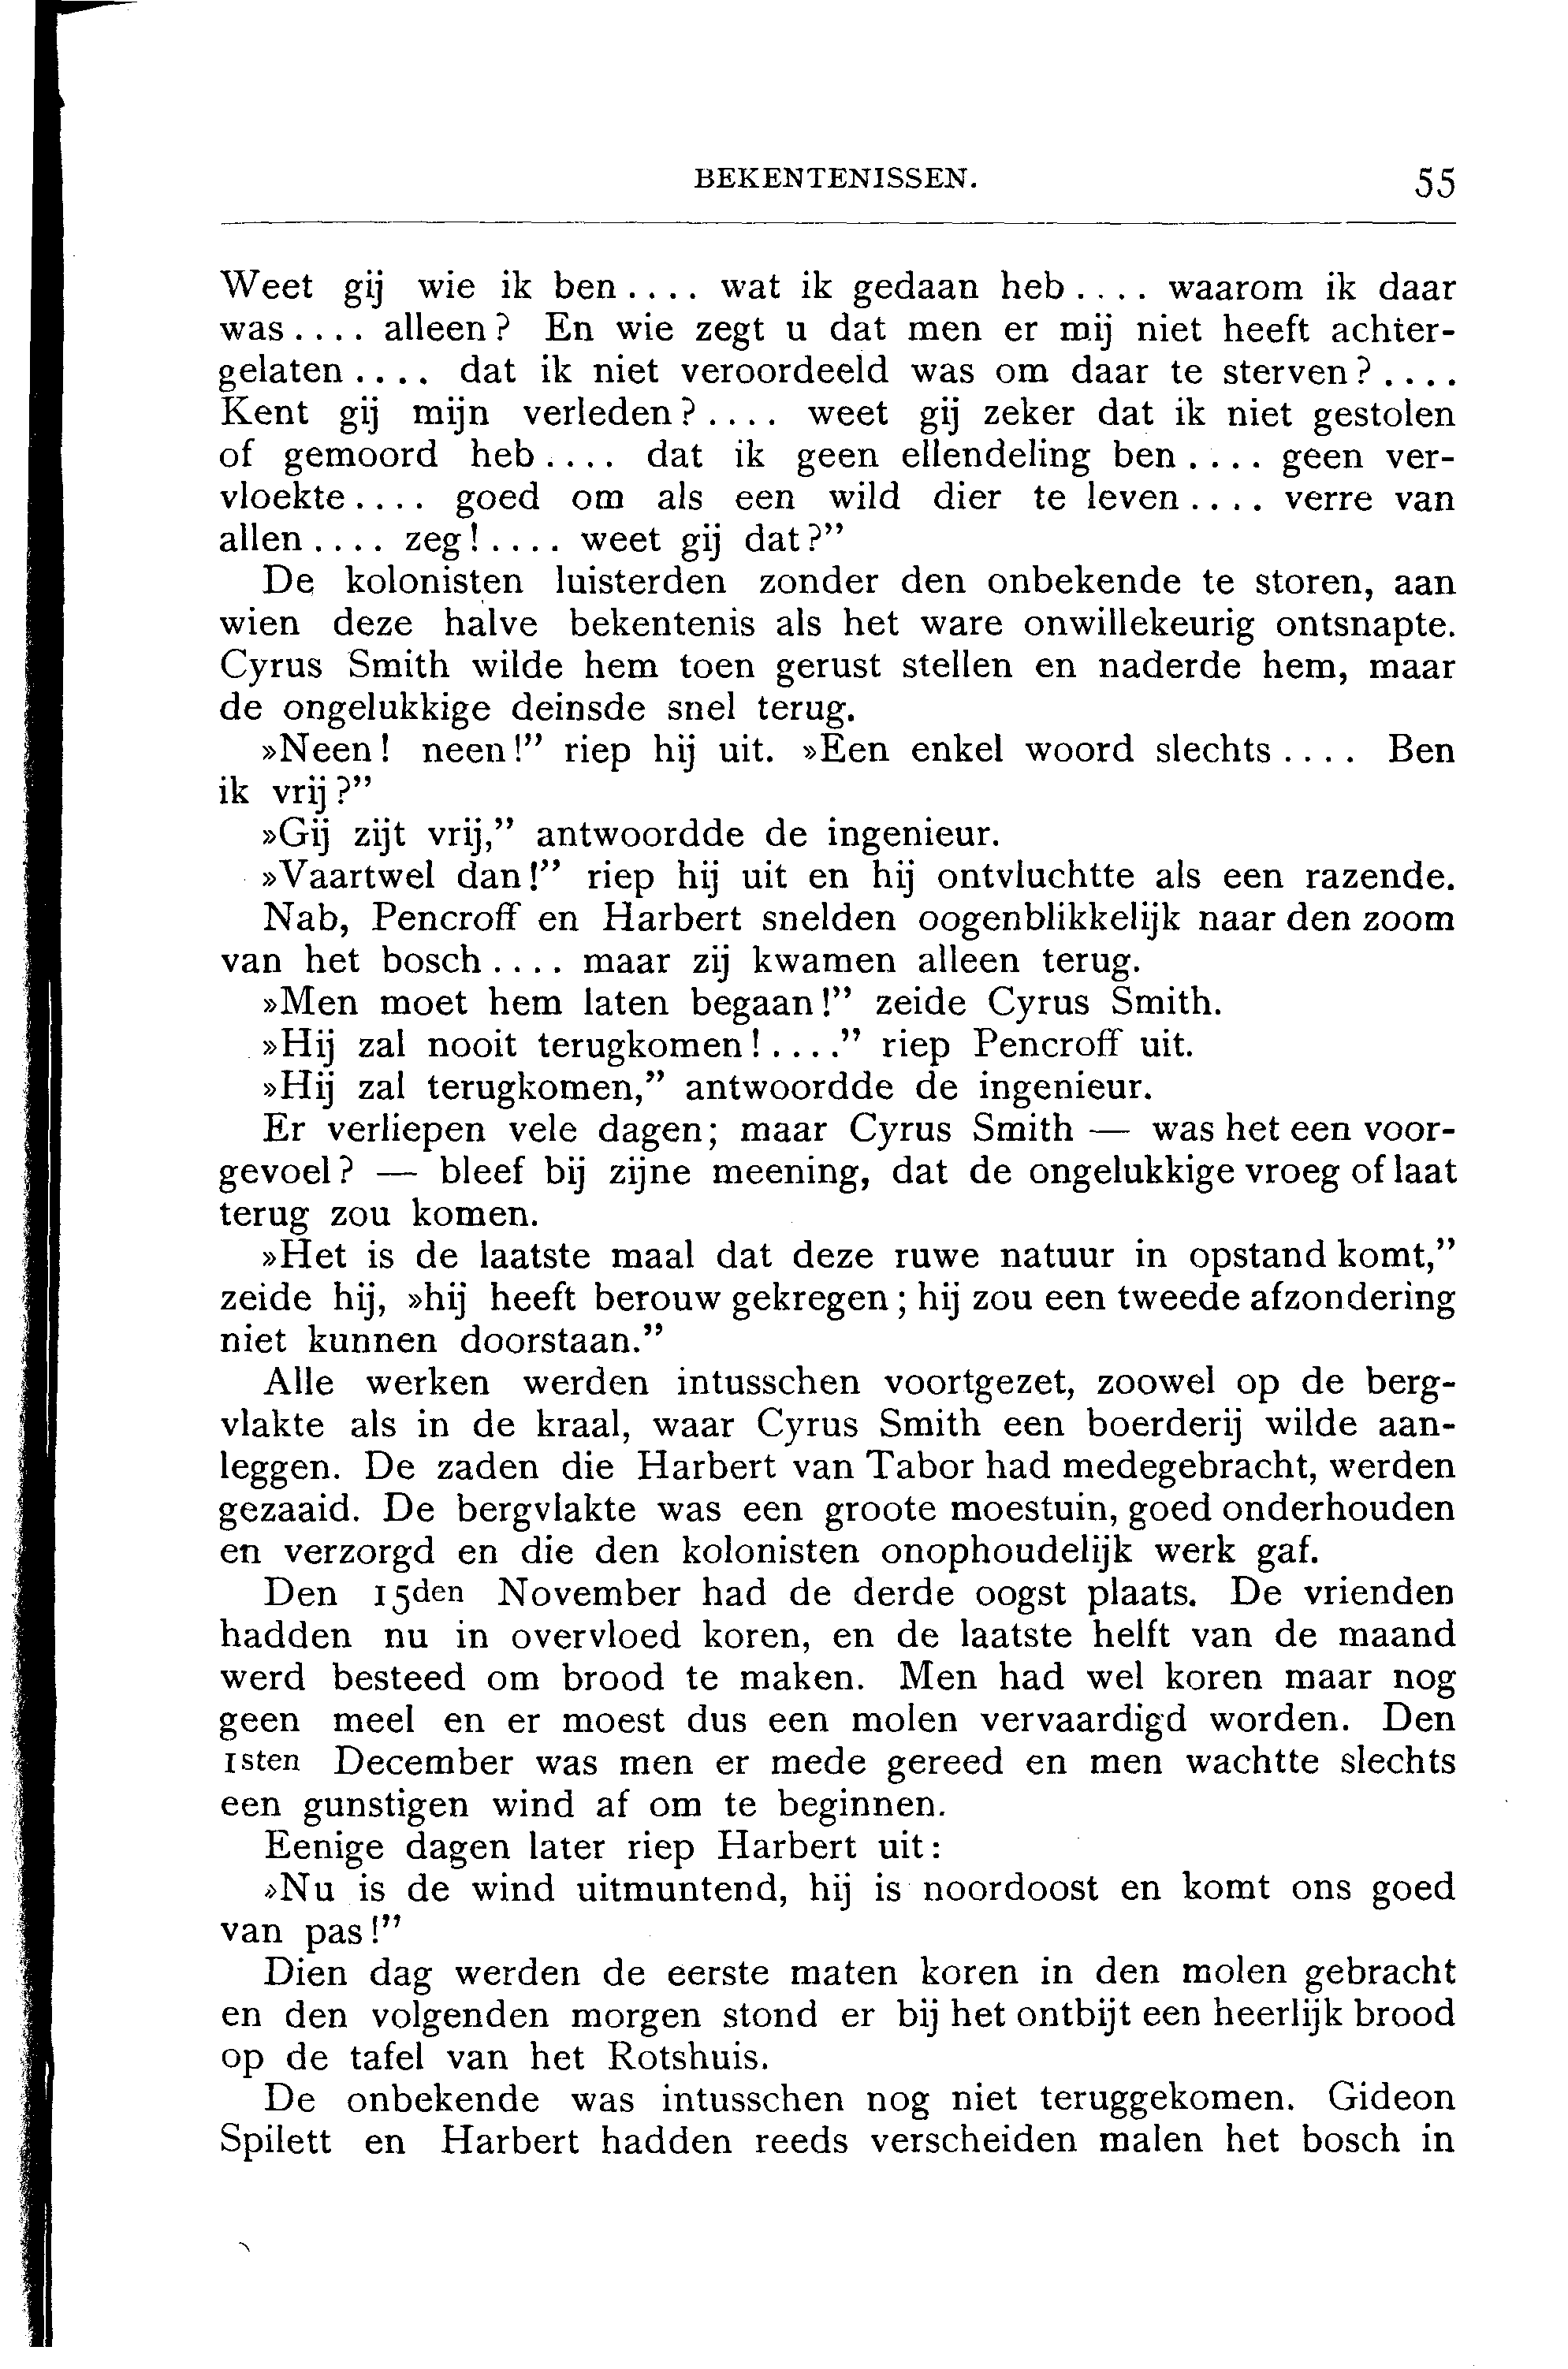 BEKENTENISSEN. 55
Weet gij wie ik ben.... wat ik gedaan heb.... waarom ik daar
was.... alleen? En wie zegt u dat men er mij niet heeft achter-
gelaten.... dat ik niet veroordeeld was om daar te sterven?....
Kent gij mijn verleden?.... weet gij zeker dat ik niet gestolen
of gemoord heb.... dat ik geen ellendeling ben.... geen ver-
vloekte.... goed om als een wild dier te leven.... verre van
allen.... zeg!.... weet gij dat?”
De kolonisten luisterden zonder den onbekende te storen, aan
wien deze halve bekentenis als het ware onwillekeurig ontsnapte.
Cyrus Smith wilde hem toen gerust stellen en naderde hem, maar
de ongelukkige deinsde snel terug.
»Neen! neen!” riep hij uit. »Een enkel woord slechts.... Ben
ik vrij?”
»Gij zijt vrij,” antwoordde de ingenieur.
»Vaartwel dan!” riep hij uit en hij ontvluchtte als een razende.
Nab, Pencroff en Harbert snelden oogenblikkelijk naar den zoom
van het bosch.... maar zij kwamen alleen terug.
»Men moet hem laten begaan!” zeide Cyrus Smith.
»Hij zal nooit terugkomen!....” riep Pencroff uit.
»Hij zal terugkomen,” antwoordde de ingenieur.
Er verliepen vele dagen; maar Cyrus Smith — was het een voor-
gevoel? — bleef bij zijne meening, dat de ongelukkige vroeg of laat
terug zou komen.
»Het is de laatste maal dat deze ruwe natuur in opstand komt,”
zeide hij, »hij heeft berouw gekregen; hij zou een tweede afzondering
niet kunnen doorstaan.”
Alle werken werden intusschen voortgezet, zoowel op de berg-
vlakte als in de kraal, waar Cyrus Smith een boerderij wilde aan-
leggen. De zaden die Harbert van Tabor had medegebracht, werden
gezaaid. De bergvlakte was een groote moestuin, goed onderhouden
en verzorgd en die den kolonisten onophoudelijk werk gaf.
Den 15den November had de derde oogst plaats. De vrienden
hadden nu in overvloed koren, en de laatste helft van de maand
werd besteed om brood te maken. Men had wel koren maar nog
geen meel en er moest dus een molen vervaardigd worden. Den
1sten December was men er mede gereed en men wachtte slechts
een gunstigen wind af om te beginnen.
Eenige dagen later riep Harbert uit:
»Nu is de wind uitmuntend, hij is noordoost en komt ons goed
van pas!”
Dien dag werden de eerste maten koren in den molen gebracht
en den volgenden morgen stond er bij het ontbijt een heerlijk brood
op de tafel van het Rotshuis.
De onbekende was intusschen nog niet teruggekomen. Gideon
Spilett en Harbert hadden reeds verscheiden malen het bosch in